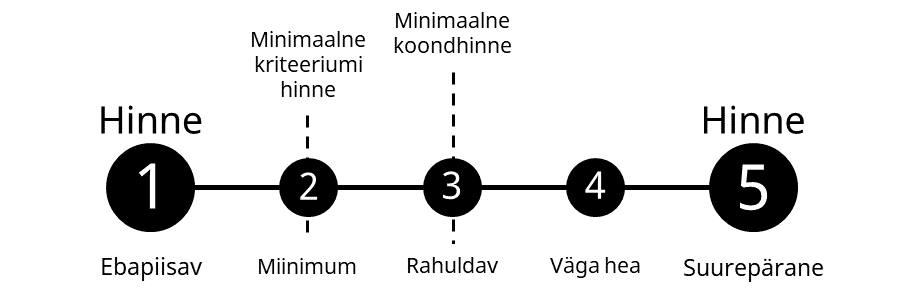 Minimaalne
kriteeriumi
hinne
Minimaalne
koondhinne
Hinne
Hinne
1
2
3
4
5
Ebapiisav
Miinimum
Rahuldav
Väga hea
Suurepärane